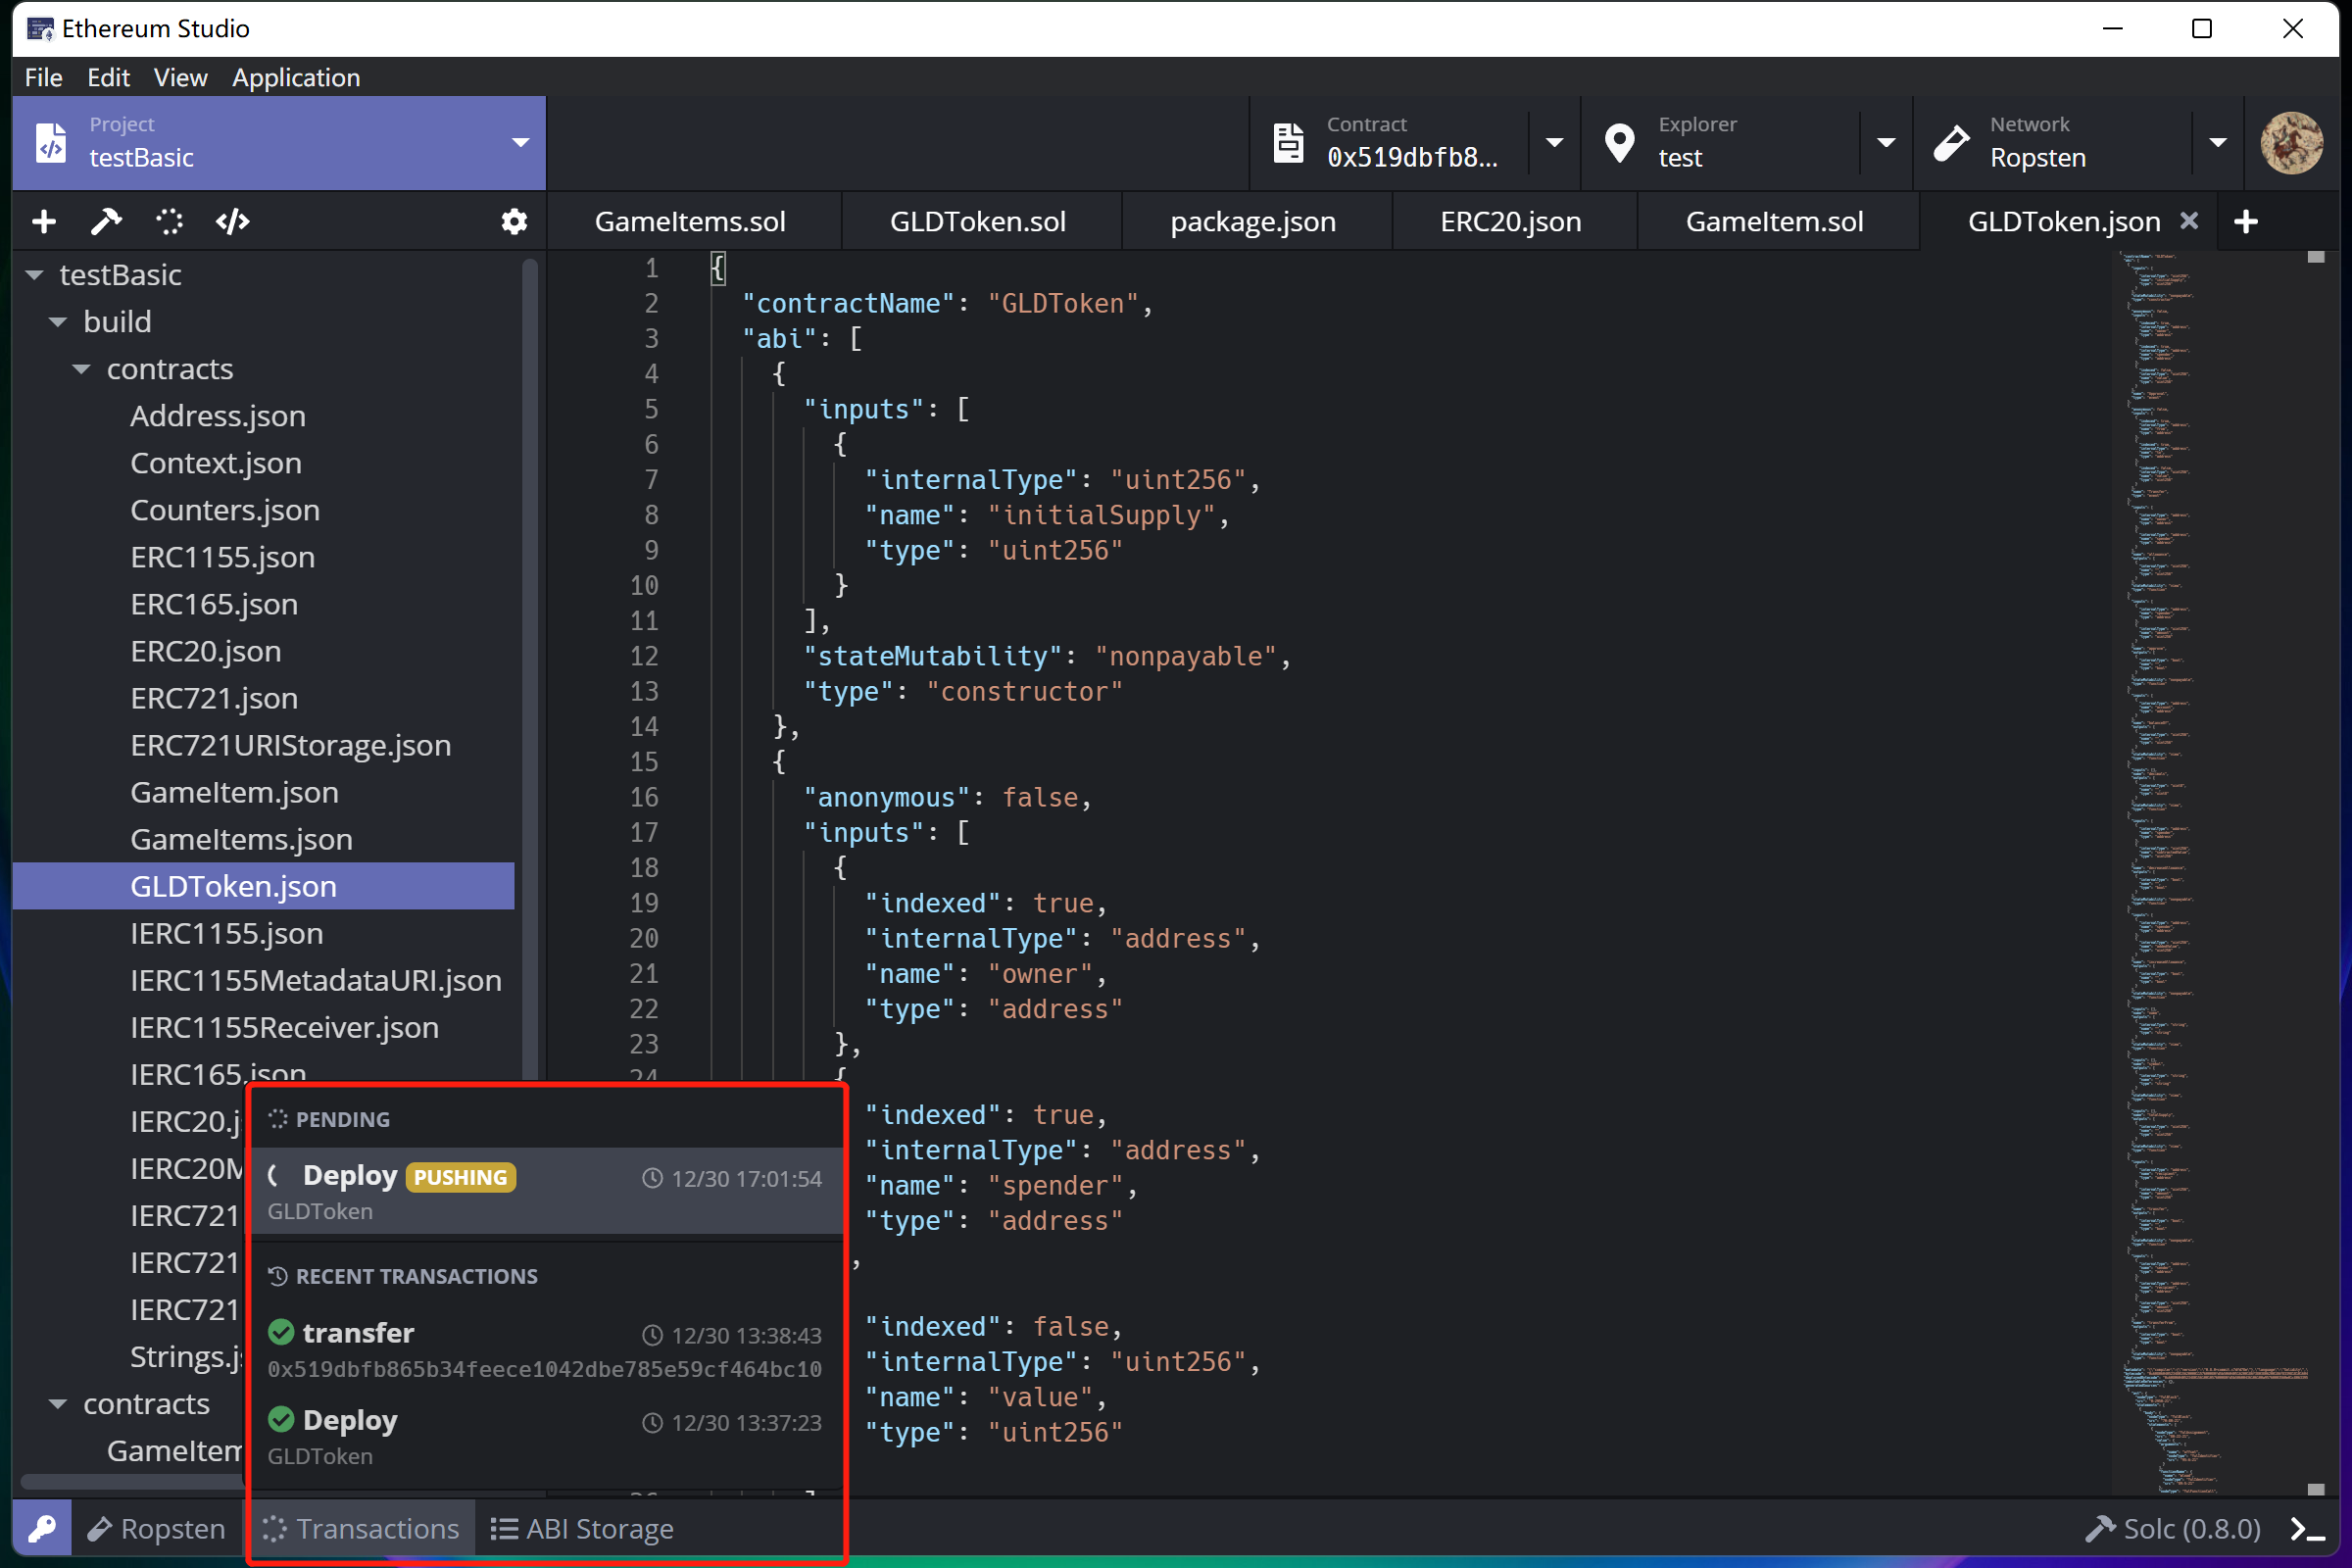 Ethereum Studio
File Edit View Application
Project
testBasic
Contract
0x519dbfb8...
Explorer
test
Network
Ropsten
GameItems.sol GLDToken.sol package.json ERC20.json GameItem.sol GLDToken.json
testBasic
build
contracts
Address.json
Context.json
Counters.json
ERC1155.json
ERC165.json
ERC20.json
ERC721.json
ERC721URIStorage.json
GameItem.json
GameItems.json
GLDToken.json
IERC1155.json
IERC1155MetadataURI.json
IERC1155Receiver.json
IERC165.json
IERC20.j
IERC20M
IERC721
IERC721
IERC721
Strings.js
contracts
GameItem
1 {
2 "contractName": "GLDToken",
3 "abi": [
4 {
5 "inputs": [
6 {
7 "internalType": "uint256",
8 "name": "initialSupply",
9 "type": "uint256"
10 }
11 ],
12 "stateMutability": "nonpayable",
13 "type": "constructor"
14 },
15 {
16 "anonymous": false,
17 "inputs": [
18 {
19 "indexed": true,
20 "internalType": "address",
21 "name": "owner",
22 "type": "address"
23 },
24 {
"indexed": true,
"internalType": "address",
"name": "spender",
"type": "address"
,
"indexed": false,
"internalType": "uint256",
"name": "value",
"type": "uint256"
PENDING
Deploy PUSHING 12/30 17:01:54
GLDToken
RECENT TRANSACTIONS
transfer 12/30 13:38:43
0x519dbfb865b34feece1042dbe785e59cf464bc10
Deploy 12/30 13:37:23
GLDToken
Ropsten Transactions ABI Storage Solc (0.8.0)